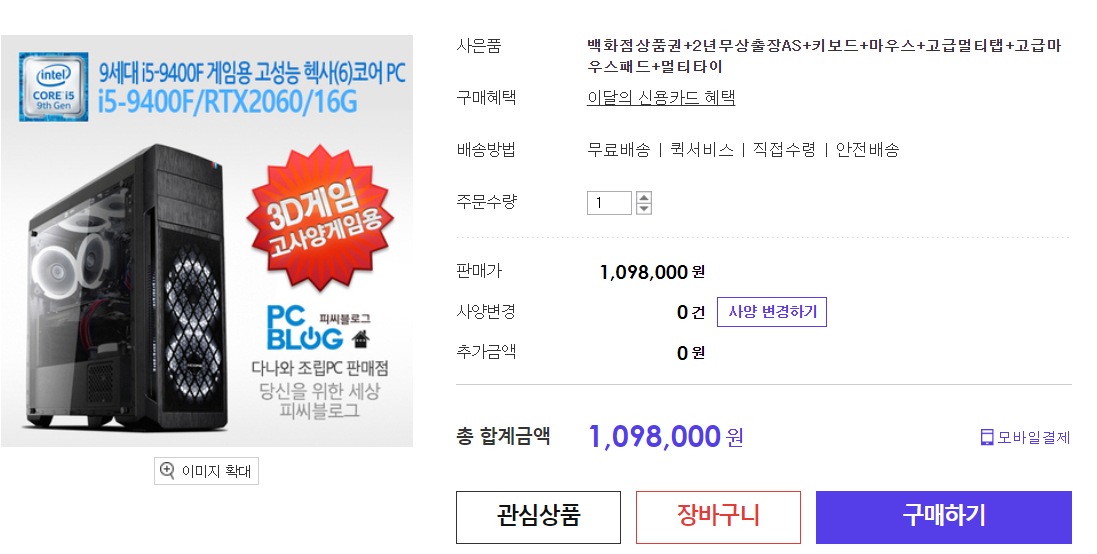 intel
CORE i5
9th Gen
9세대 i5-9400F 게임용 고성능 헥사(6)코어 PC
i5-9400F/RTX2060/16G
3D게임
고사양게임용
PC
BLOG
피씨블로그
다나와 조립PC 판매점
당신을 위한 세상
피씨블로그
이미지 확대
사은품 백화점상품권+2년무상출장AS+키보드+마우스+고급멀티탭+고급마
우스패드+멀티타이
구매혜택 이달의 신용카드 혜택
배송방법 무료배송 | 퀵서비스 | 직접수령 | 안전배송
주문수량 1
판매가 1,098,000 원
사양변경 0 건 사양 변경하기
추가금액 0 원
총 합계금액 1,098,000 원 모바일결제
관심상품 장바구니 구매하기